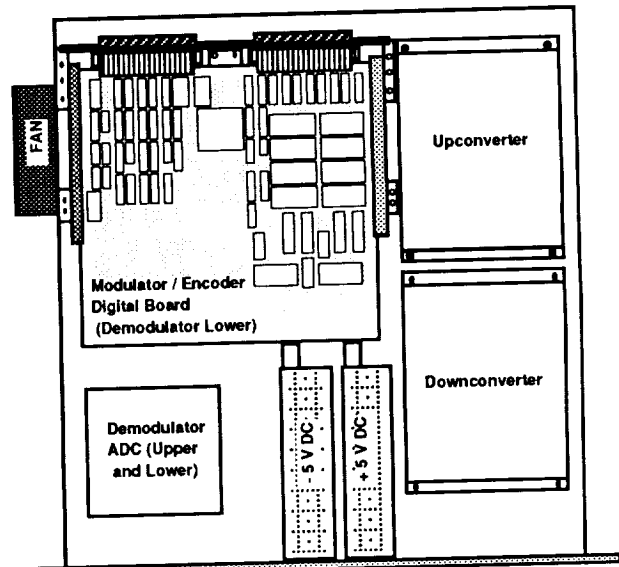 FAN
Upconverter
Modulator / Encoder
Digital Board
(Demodulator Lower)
Downconverter
Demodulator
ADC (Upper
and Lower)
- 5 V DC
+ 5 V DC